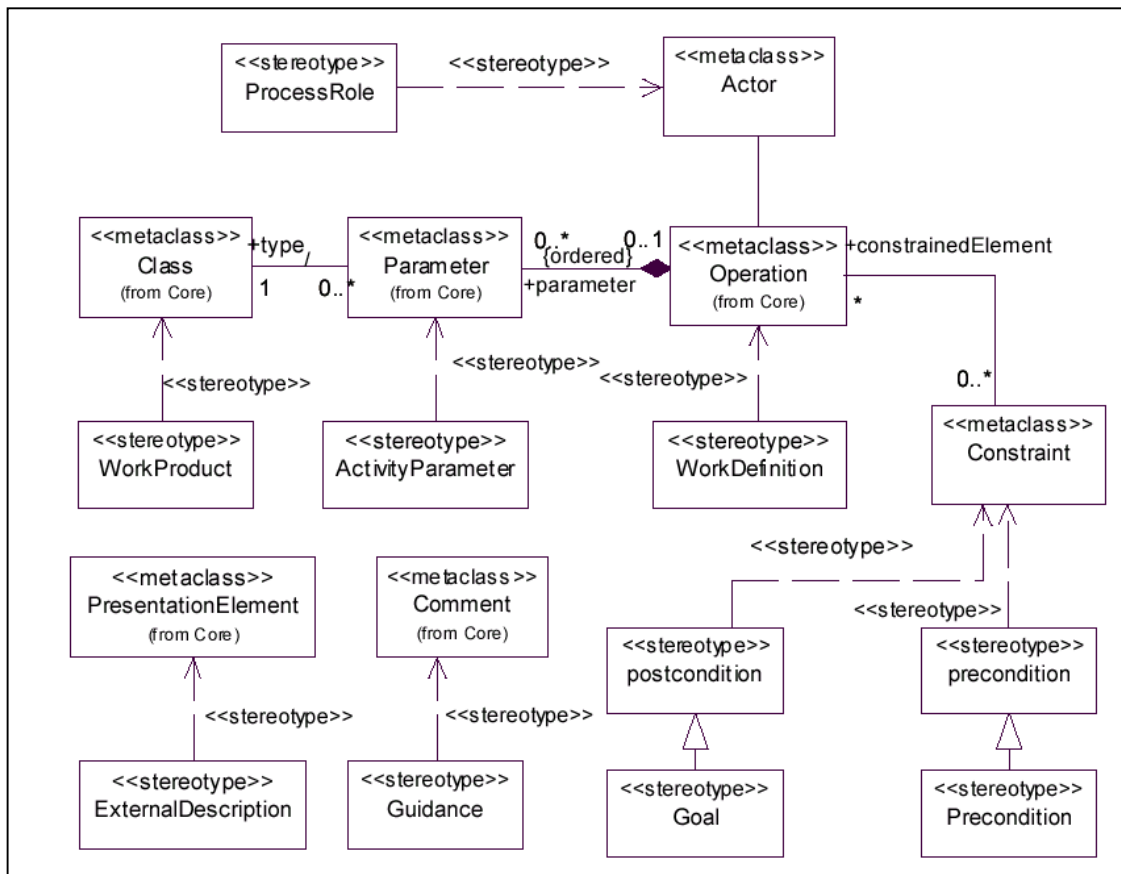 <<stereotype>>
ProcessRole
<<stereotype>>
<<metaclass>>
Actor
<<metaclass>>
Class
(from Core)
+type
1
0..*
<<metaclass>>
Parameter
(from Core)
0..*
{ordered}
+parameter
0..1
<<metaclass>>
Operation
(from Core)
+constrainedElement
*
0..*
<<stereotype>>
<<stereotype>>
<<stereotype>>
<<stereotype>>
WorkProduct
<<stereotype>>
ActivityParameter
<<stereotype>>
WorkDefinition
<<metaclass>>
Constraint
<<metaclass>>
PresentationElement
(from Core)
<<metaclass>>
Comment
(from Core)
<<stereotype>>
<<stereotype>>
<<stereotype>>
postcondition
<<stereotype>>
precondition
<<stereotype>>
<<stereotype>>
<<stereotype>>
ExternalDescription
<<stereotype>>
Guidance
<<stereotype>>
Goal
<<stereotype>>
Precondition